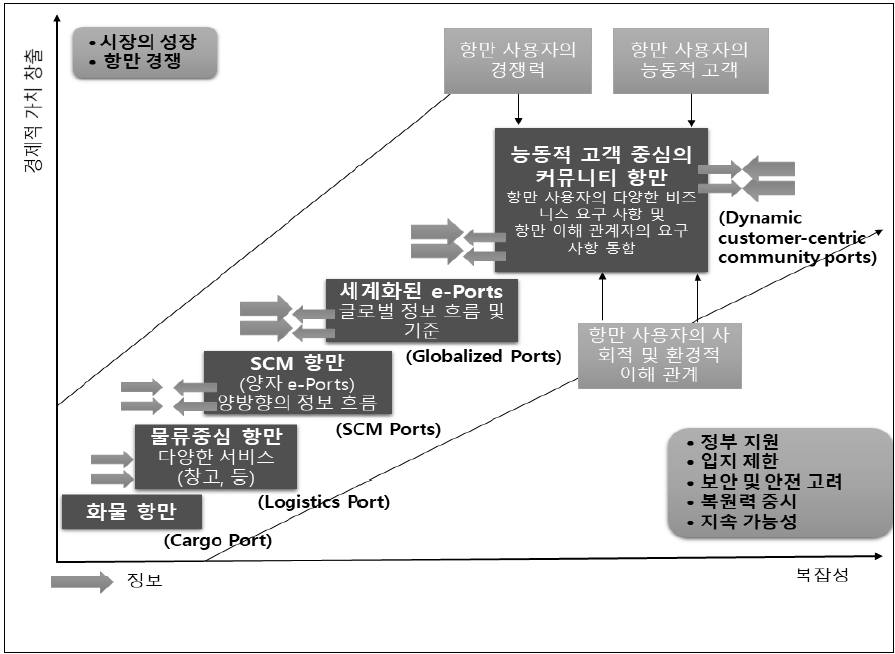 경제적 가치 창출
• 시장의 성장
• 항만 경쟁
항만 사용자의
경쟁력
항만 사용자의
능동적 고객
능동적 고객 중심의
커뮤니티 항만
항만 사용자의 다양한 비즈
니스 요구 사항 및
항만 이해 관계자의 요구
사항 통합
(Dynamic
customer-centric
community ports)
세계화된 e-Ports
글로벌 정보 흐름 및
기준
(Globalized Ports)
항만 사용자의 사
회적 및 환경적
이해 관계
SCM 항만
(양자 e-Ports)
양방향의 정보 흐름
(SCM Ports)
물류중심 항만
다양한 서비스
(창고, 등)
(Logistics Port)
화물 항만
(Cargo Port)
• 정부 지원
• 입지 제한
• 보안 및 안전 고려
• 복원력 중시
• 지속 가능성
징보
복잡성